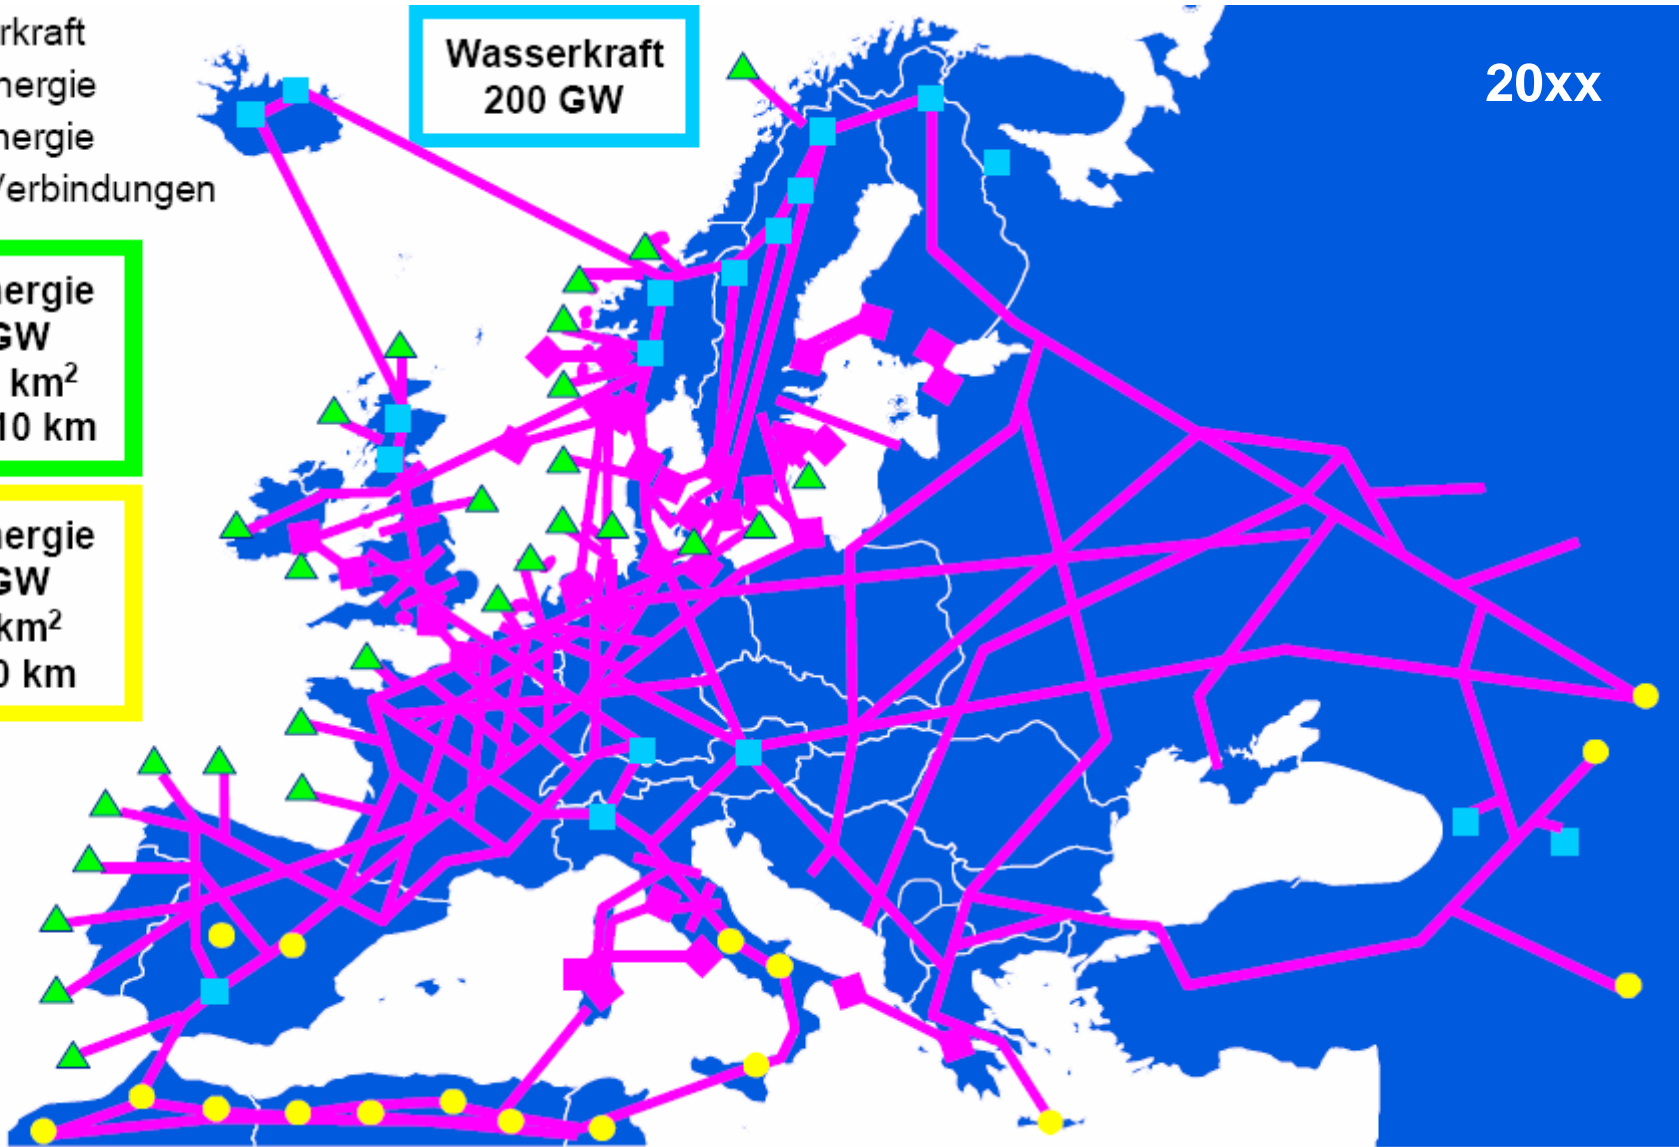 rkraft
nergie
nergie
Verbindungen
Wasserkraft
200 GW
20xx
nergie
GW
km²
10 km
nergie
GW
km²
0 km